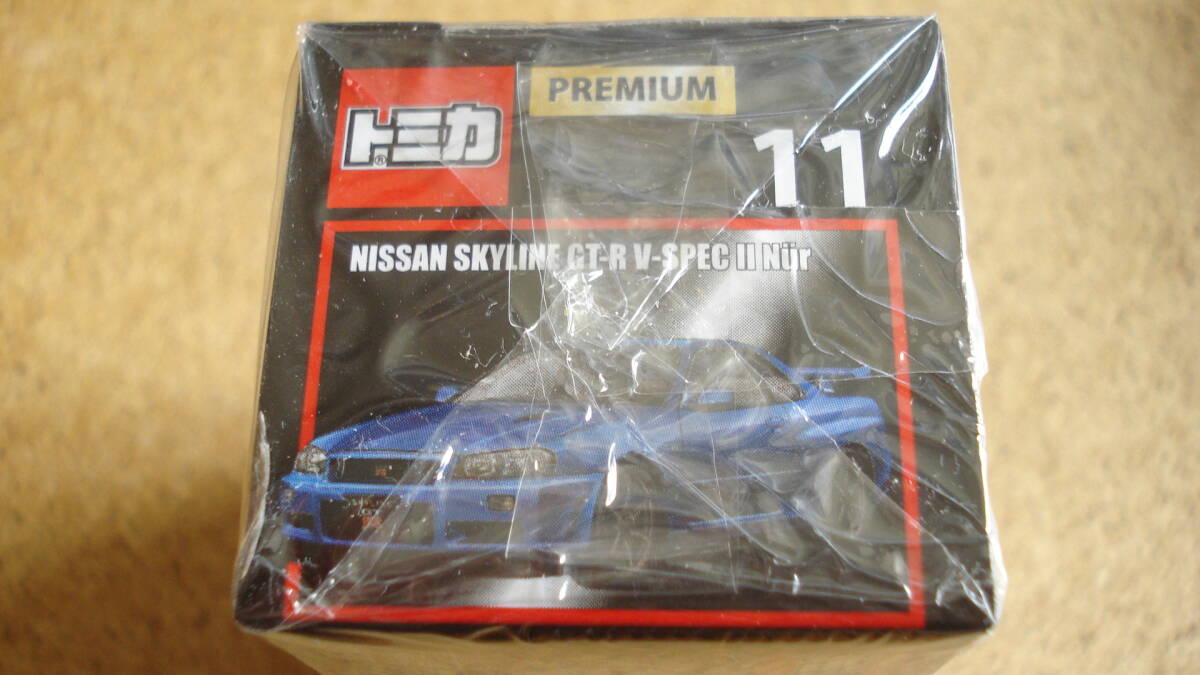 トミカ®
PREMIUM
11
NISSAN SKYLINE GT-R V-SPEC II Nür